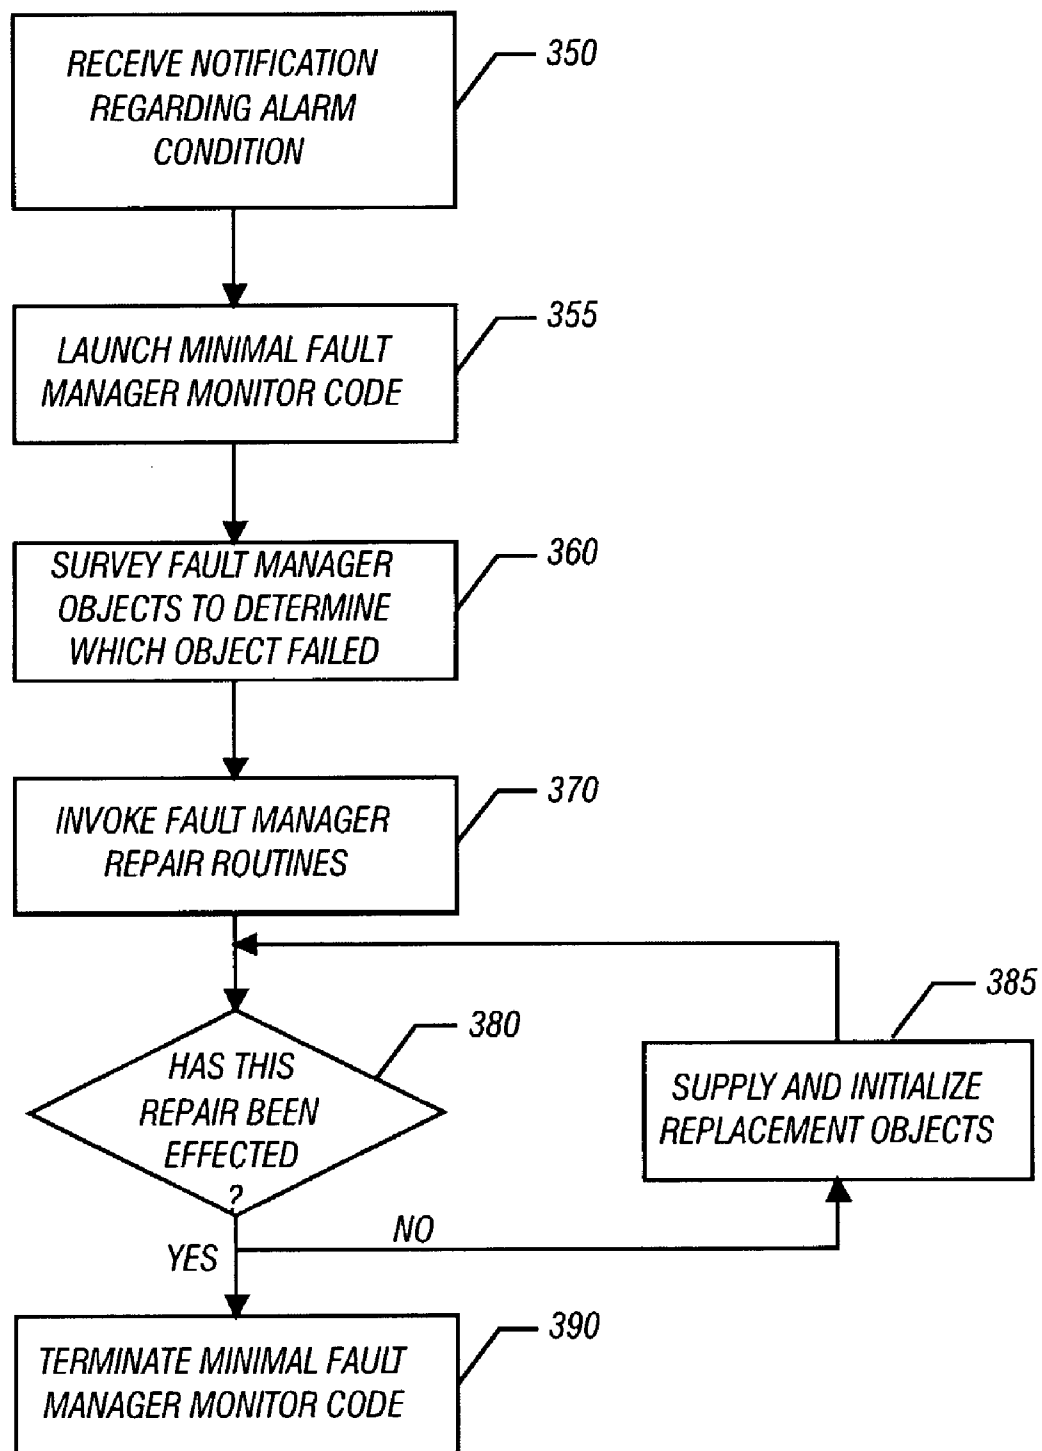 RECEIVE NOTIFICATION
REGARDING ALARM
CONDITION
350
LAUNCH MINIMAL FAULT
MANAGER MONITOR CODE
355
SURVEY FAULT MANAGER
OBJECTS TO DETERMINE
WHICH OBJECT FAILED
360
INVOKE FAULT MANAGER
REPAIR ROUTINES
370
HAS THIS
REPAIR BEEN
EFFECTED
?
380
SUPPLY AND INITIALIZE
REPLACEMENT OBJECTS
385
YES
NO
TERMINATE MINIMAL FAULT
MANAGER MONITOR CODE
390